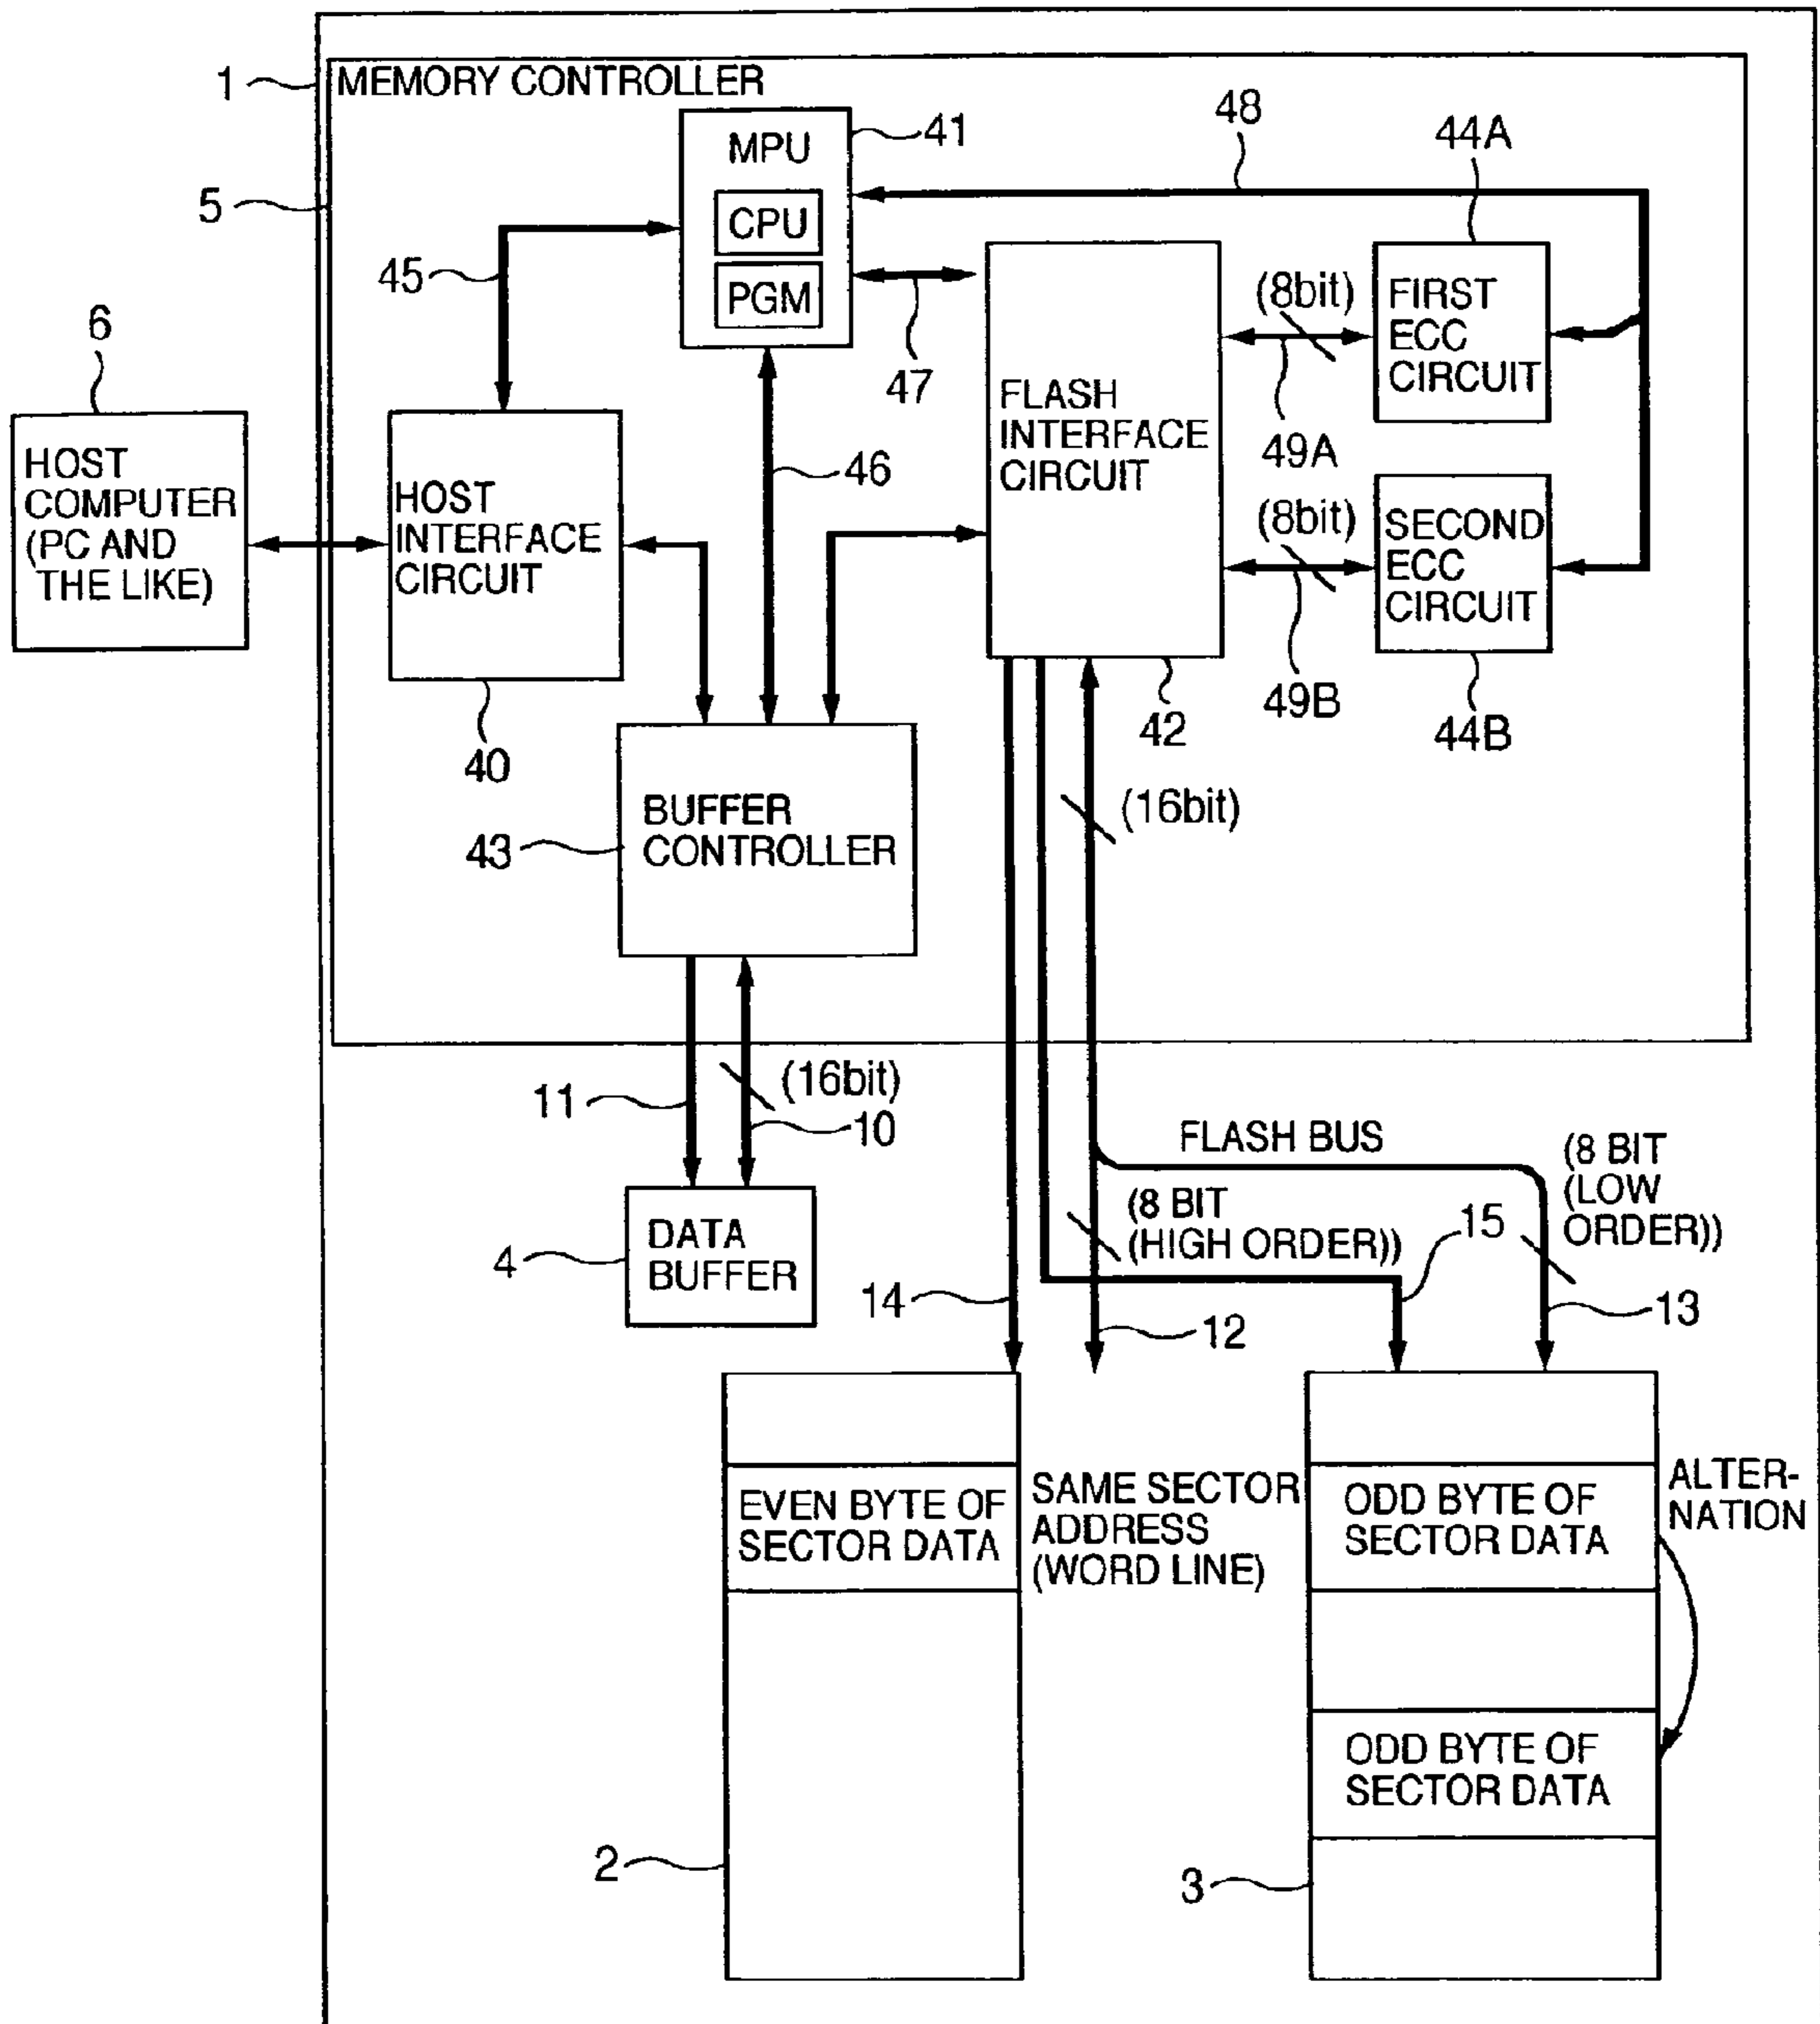 1
MEMORY CONTROLLER
5
MPU
CPU
PGM
41
48
44A
45
47
FLASH
INTERFACE
CIRCUIT
(8bit)
49A
FIRST
ECC
CIRCUIT
6
HOST
COMPUTER
(PC AND
THE LIKE)
HOST
INTERFACE
CIRCUIT
46
(8bit)
49B
SECOND
ECC
CIRCUIT
40
42
44B
43
BUFFER
CONTROLLER
(16bit)
11
(16bit)
10
FLASH BUS
(8 BIT
(LOW
ORDER))
(8 BIT
(HIGH ORDER))
15
4
DATA
BUFFER
14
12
13
EVEN BYTE OF
SECTOR DATA
SAME SECTOR
ADDRESS
(WORD LINE)
ODD BYTE OF
SECTOR DATA
ALTER-
NATION
ODD BYTE OF
SECTOR DATA
2
3